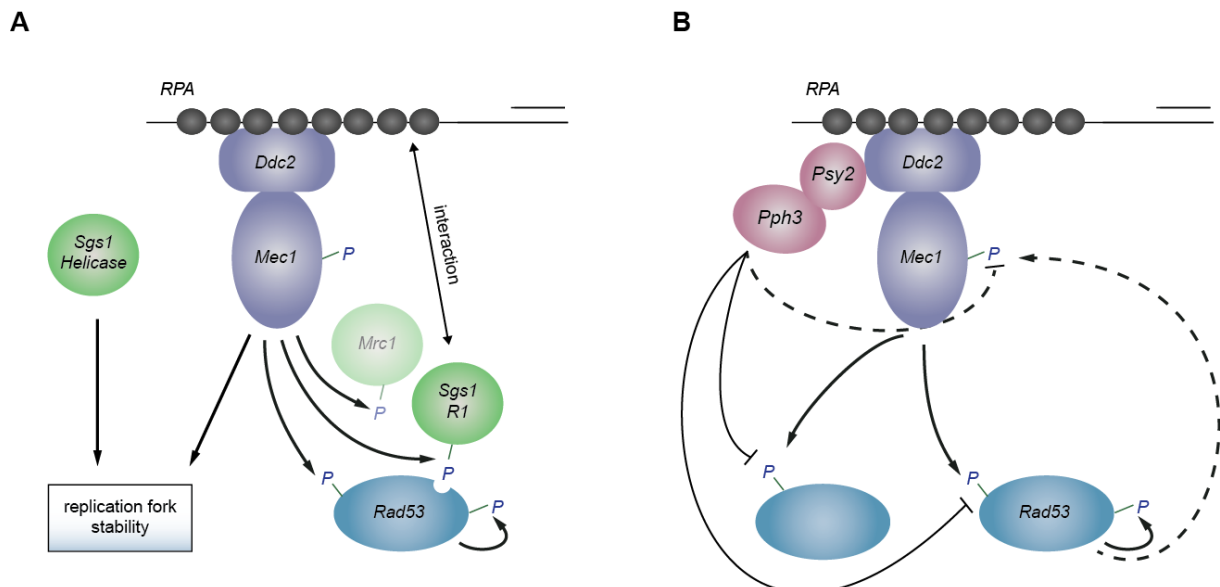 A
RPA
Ddc2
Sgs1
Helicase
Mec1
P
interaction
Mrc1
P
Sgs1
R1
P
P
replication fork
stability
Rad53
P
B
RPA
Psy2
Ddc2
Pph3
Mec1
P
P
P
Rad53
P